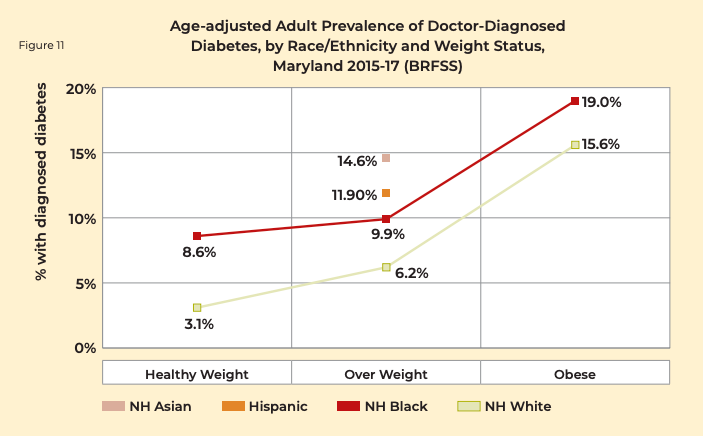 Age-adjusted Adult Prevalence of Doctor-Diagnosed
Diabetes, by Race/Ethnicity and Weight Status,
Maryland 2015-17 (BRFSS)
Figure 11
% with diagnosed diabetes
20%
15%
10%
5%
0%
19.0%
15.6%
14.6%
11.90%
9.9%
8.6%
6.2%
3.1%
Healthy Weight Over Weight Obese
NH Asian Hispanic NH Black NH White